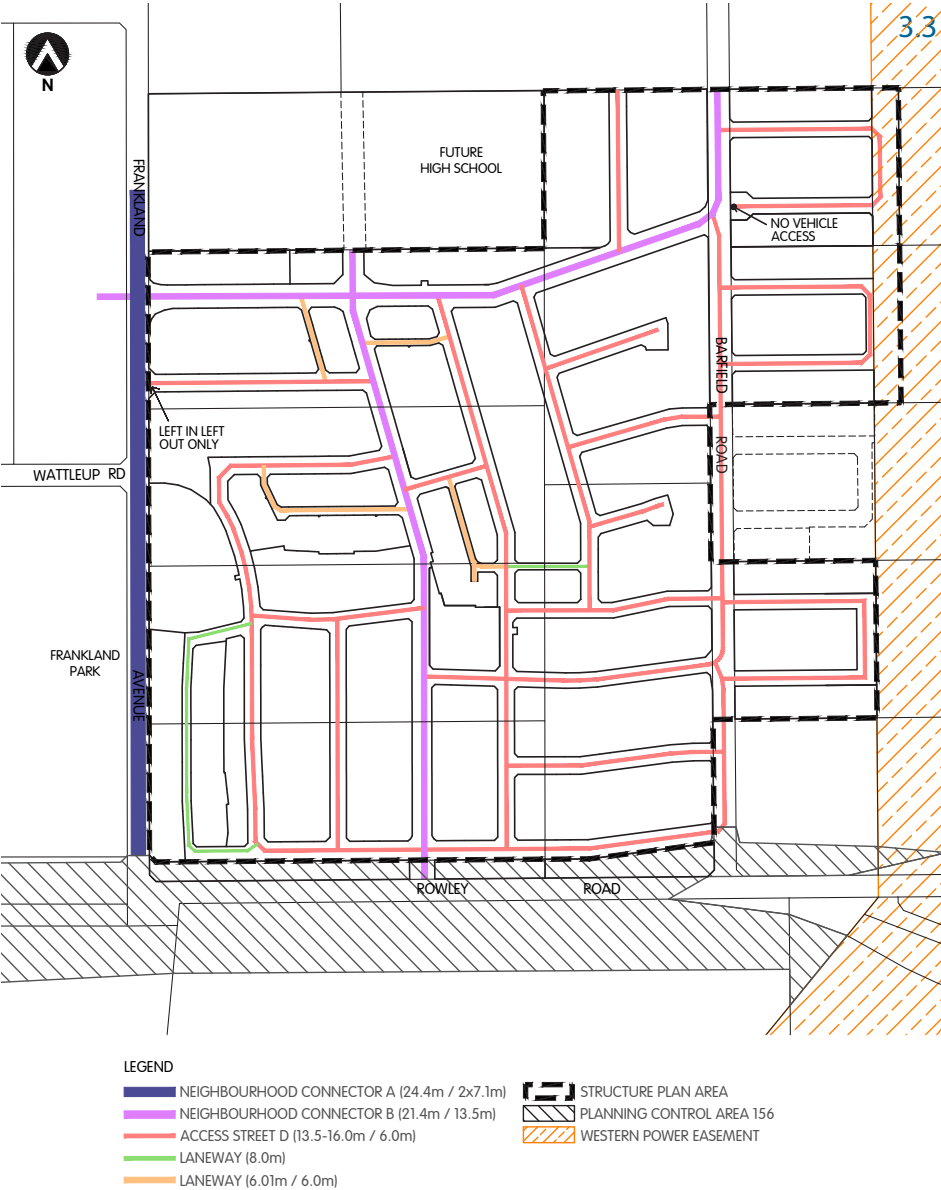 3.3
N
FRANKLAND
FUTURE
HIGH SCHOOL
NO VEHICLE
ACCESS
BARFIELD
LEFT IN LEFT
OUT ONLY
ROAD
WATTLEUP RD
FRANKLAND
PARK
AVENUE
ROWLEY
ROAD
LEGEND
NEIGHBOURHOOD CONNECTOR A (24.4m / 2x7.1m)
NEIGHBOURHOOD CONNECTOR B (21.4m / 13.5m)
ACCESS STREET D (13.5-16.0m / 6.0m)
LANEWAY (8.0m)
LANEWAY (6.01m / 6.0m)
STRUCTURE PLAN AREA
PLANNING CONTROL AREA 156
WESTERN POWER EASEMENT